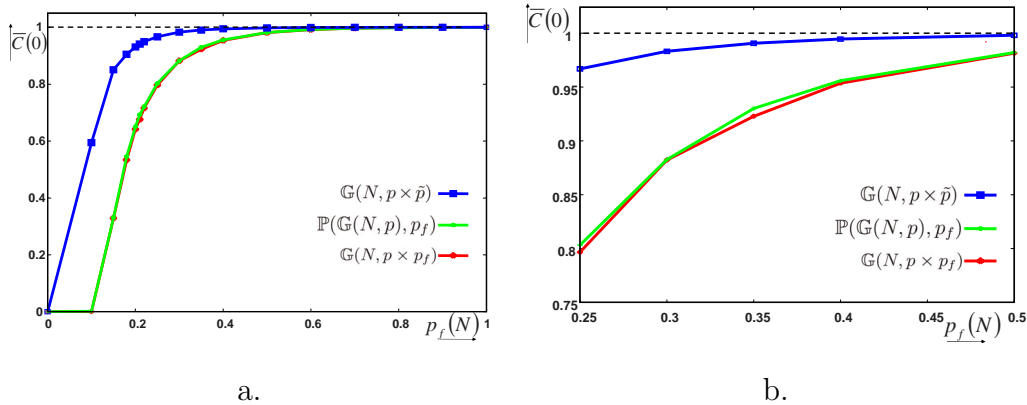 C̅(0)
1
0.8
0.6
0.4
0.2
0
𝔾(N, p × p̃)
ℙ(𝔾(N, p), p_f)
𝔾(N, p × p_f)
0 0.2 0.4 0.6 0.8 1
p_f(N)
a.
C̅(0)
1
0.95
0.9
0.85
0.8
0.75
𝔾(N, p × p̃)
ℙ(𝔾(N, p), p_f)
𝔾(N, p × p_f)
0.25 0.3 0.35 0.4 0.45 0.5
p_f(N)
b.